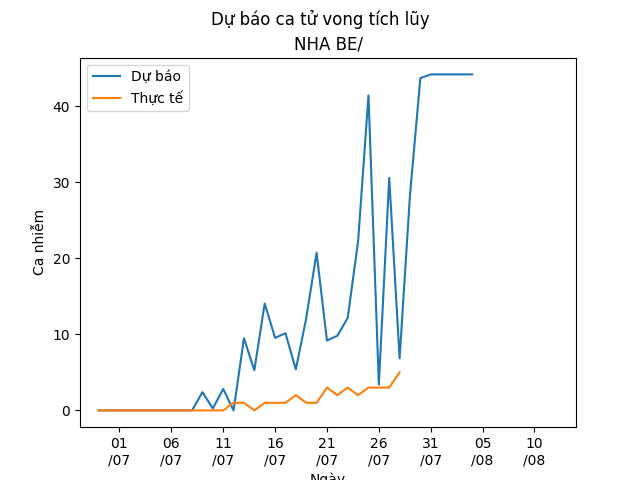 Dự báo ca tử vong tích lũy
NHA BE/
Dự báo
Thực tế
Ca nhiễm
40
30
20
10
0
01 06 11 16 21 26 31 05 10
/07 /07 /07 /07 /07 /07 /07 /08 /08
Ngày